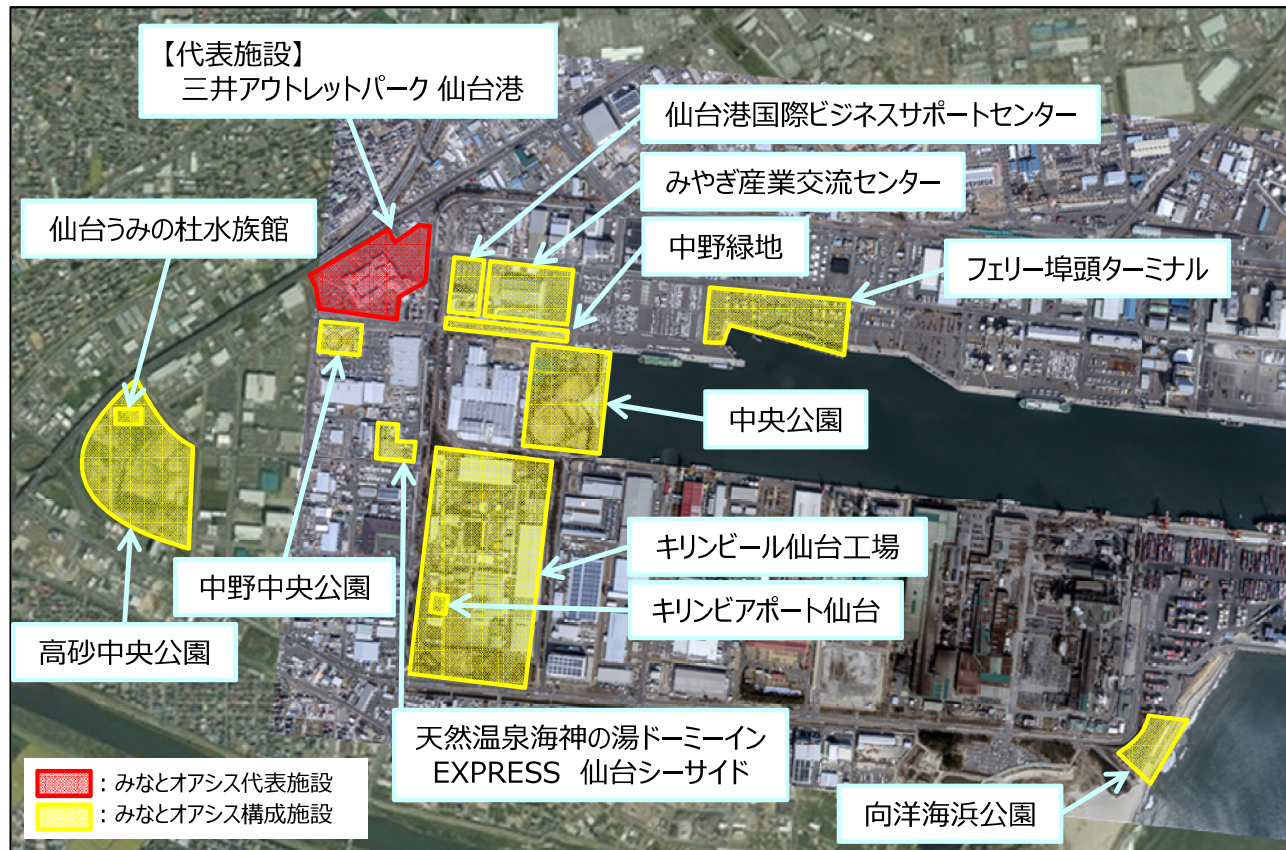 【代表施設】
三井アウトレットパーク 仙台港
仙台港国際ビジネスサポートセンター
みやぎ産業交流センター
仙台うみの杜水族館
中野緑地
フェリー埠頭ターミナル
中央公園
キリンビール仙台工場
中野中央公園
キリンビアポート仙台
高砂中央公園
天然温泉海神の湯ドーミーイン
EXPRESS 仙台シーサイド
向洋海浜公園
：みなとオアシス代表施設
：みなとオアシス構成施設